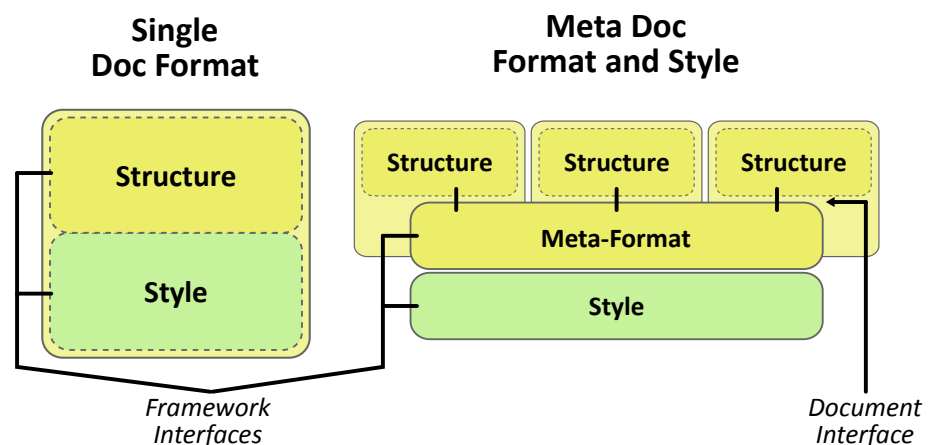 Single
Doc Format
Meta Doc
Format and Style
Structure
Style
Structure
Structure
Structure
Meta-Format
Style
Framework
Interfaces
Document
Interface